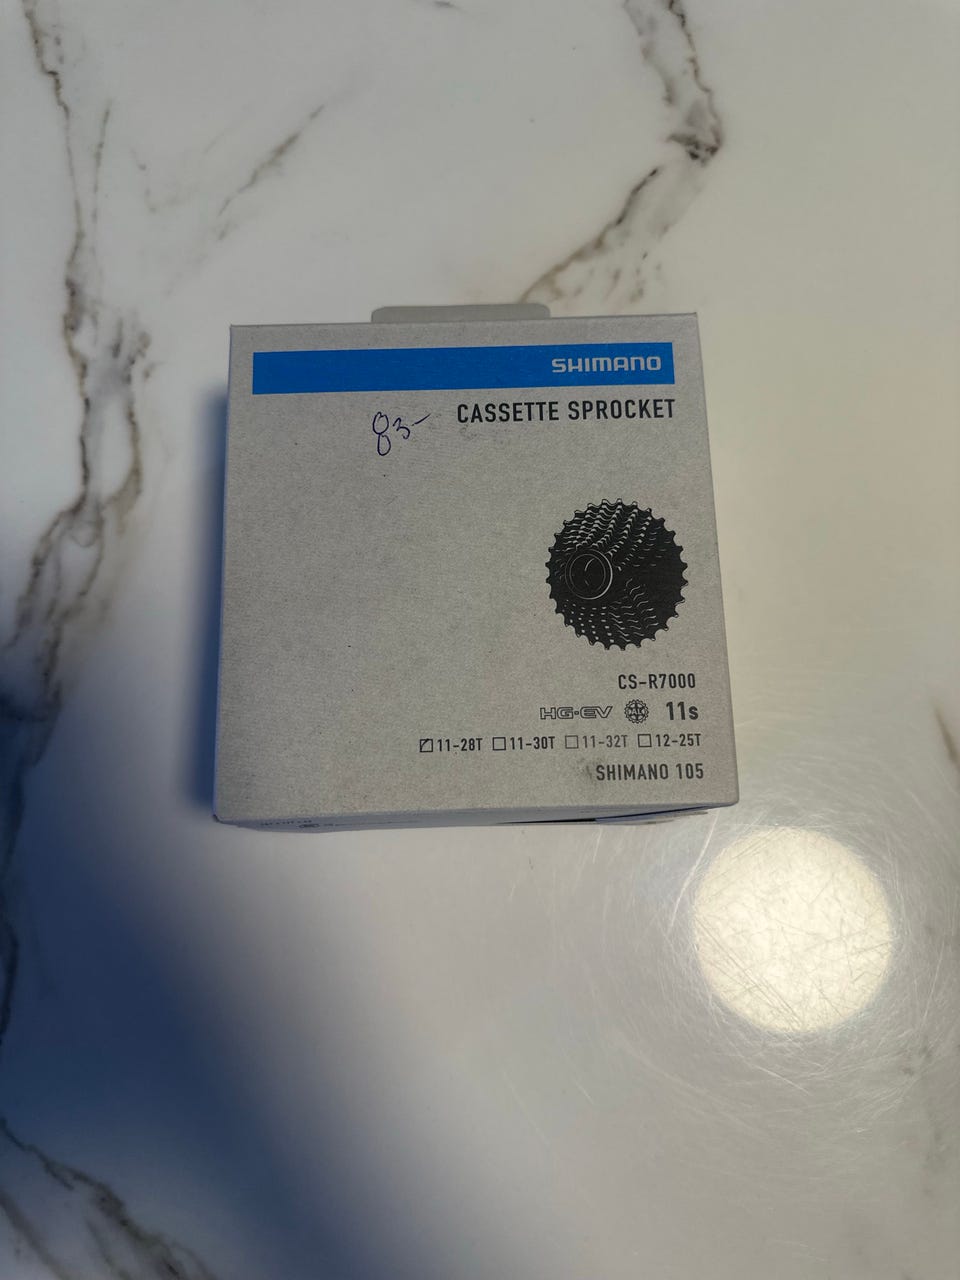 SHIMANO
CASSETTE SPROCKET
83-
CS-R7000
HG-EV 11s
☑11-28T ☐11-30T ☐11-32T ☐12-25T
SHIMANO 105